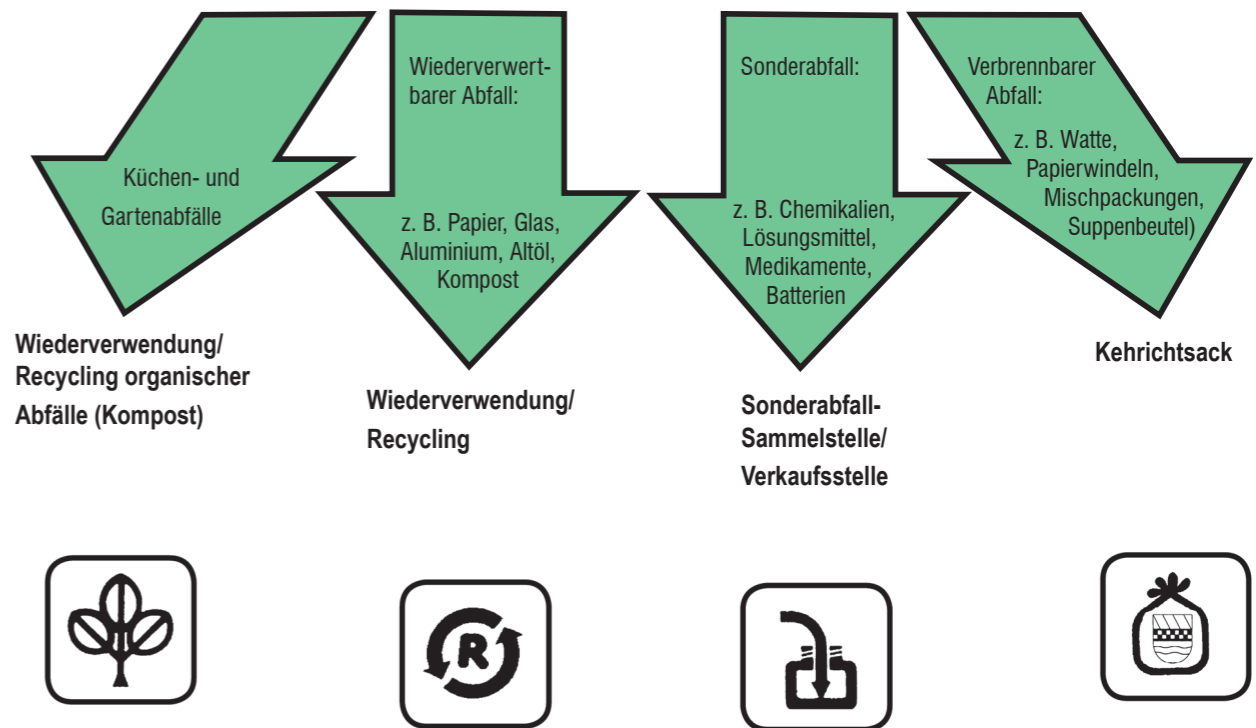 Küchen- und
Gartenabfälle
Wiederverwendung/
Recycling organischer
Abfälle (Kompost)
Wiederverwert-
barer Abfall:
z. B. Papier, Glas,
Aluminium, Altöl,
Kompost
Wiederverwendung/
Recycling
Sonderabfall:
z. B. Chemikalien,
Lösungsmittel,
Medikamente,
Batterien
Sonderabfall-
Sammelstelle/
Verkaufsstelle
Verbrennbarer
Abfall:
z. B. Watte,
Papierwindeln,
Mischpackungen,
Suppenbeutel)
Kehrichtsack
R